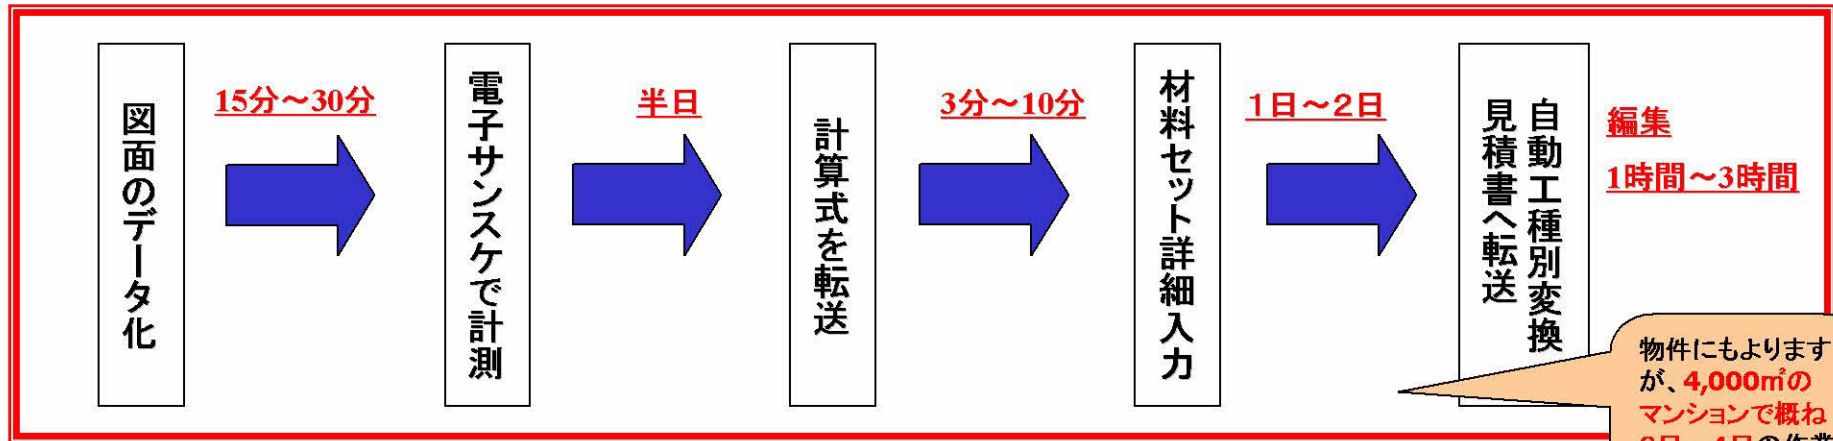 図面のデータ化
15分～30分
電子サンスケで計測
半日
計算式を転送
3分～10分
材料セット詳細入力
1日～2日
自動工種別変換
見積書へ転送
編集
1時間～3時間
物件にもよります
が、4,000㎡の
マンションで概ね